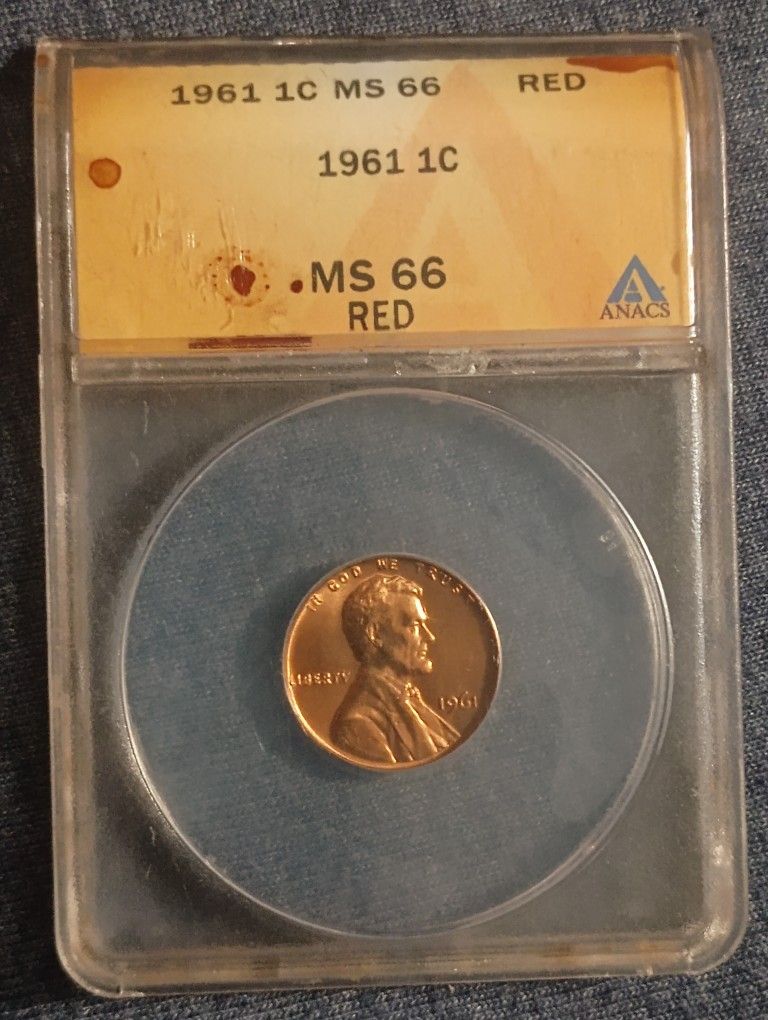 1961 1C MS 66 RED
1961 1C
MS 66
RED
ANACS
IN GOD WE TRUST
LIBERTY
1961